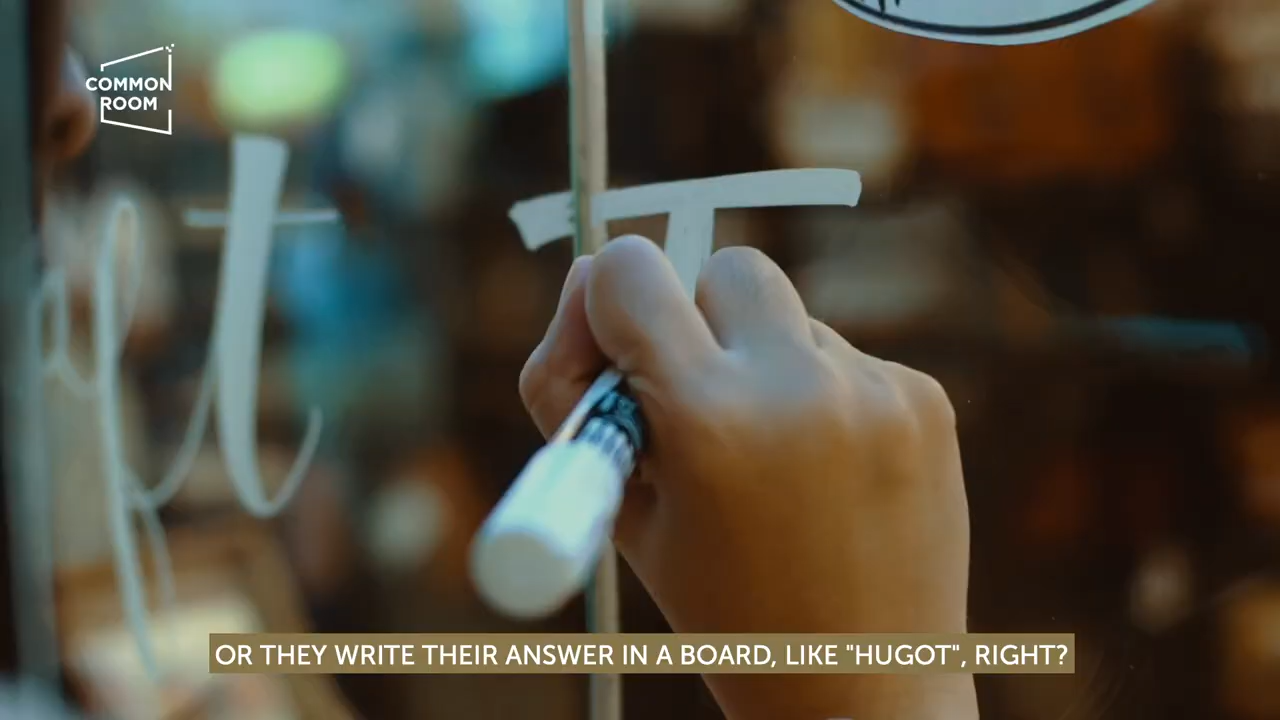 COMMON
ROOM
T
OR THEY WRITE THEIR ANSWER IN A BOARD, LIKE "HUGOT", RIGHT?